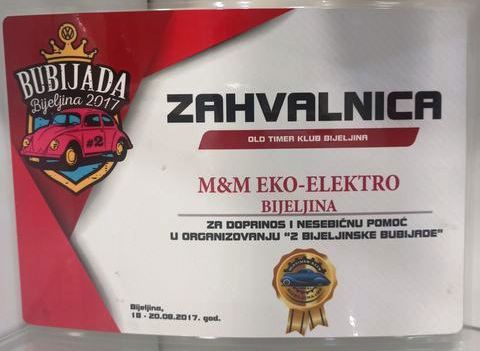 BUBIJADA
Bijeljina 2017
#2
ZAHVALNICA
OLD TIMER KLUB BIJELJINA
M&M EKO-ELEKTRO
BIJELJINA
ZA DOPRINOS I NESEBIČNU POMOĆ
U ORGANIZOVANJU "2 BIJELJINSKE BUBIJADE"
Bijeljina,
18 - 20.08.2017. god.